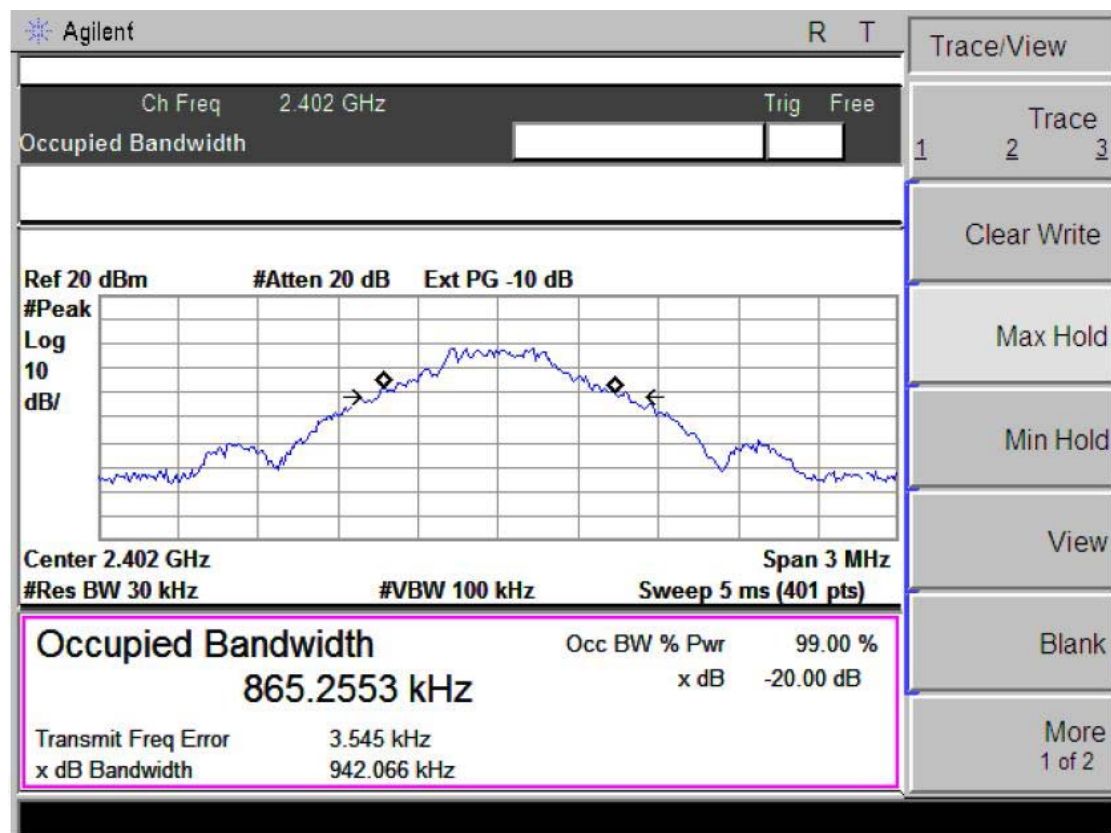 Agilent R T
Ch Freq 2.402 GHz Trig Free
Occupied Bandwidth
Ref 20 dBm #Atten 20 dB Ext PG -10 dB
#Peak
Log
10
dB/
Center 2.402 GHz Span 3 MHz
#Res BW 30 kHz #VBW 100 kHz Sweep 5 ms (401 pts)
Occupied Bandwidth
865.2553 kHz
Occ BW % Pwr 99.00 %
x dB -20.00 dB
Transmit Freq Error 3.545 kHz
x dB Bandwidth 942.066 kHz
Trace/View
Trace
1 2 3
Clear Write
Max Hold
Min Hold
View
Blank
More
1 of 2